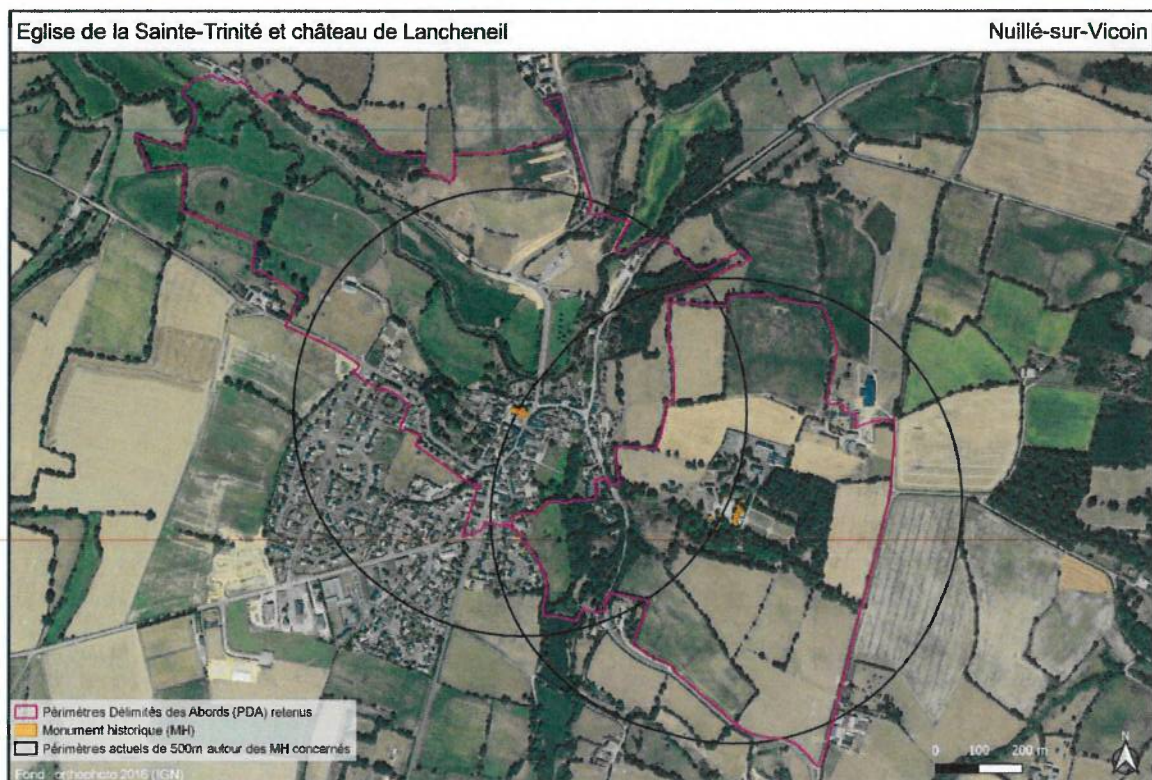 Eglise de la Sainte-Trinité et château de Lancheneil
Nuillé-sur-Vicoin
Périmètres Délimités des Abords (PDA) retenus
Monument historique (MH)
Périmètres actuels de 500m autour des MH concernés
Fond : orthophoto 2016 (IGN)
0 100 200 m
N